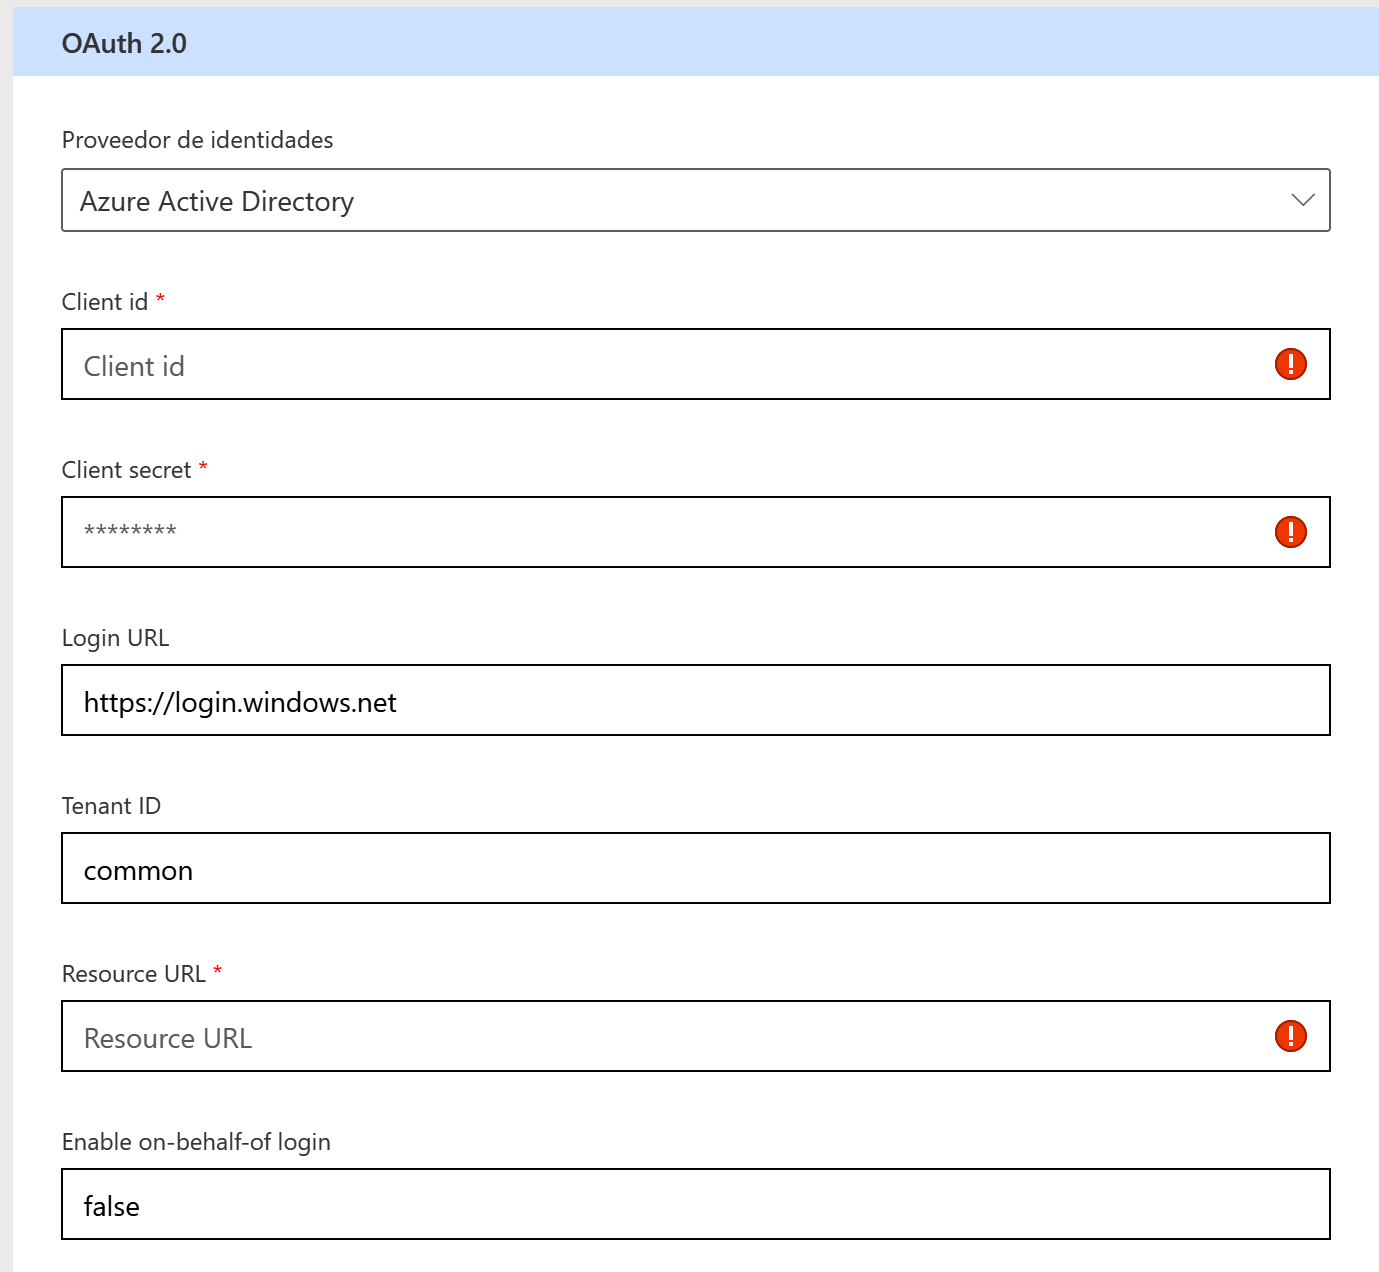 OAuth 2.0
Proveedor de identidades
Azure Active Directory
Client id *
Client id
Client secret *
********
Login URL
https://login.windows.net
Tenant ID
common
Resource URL *
Resource URL
Enable on-behalf-of login
false